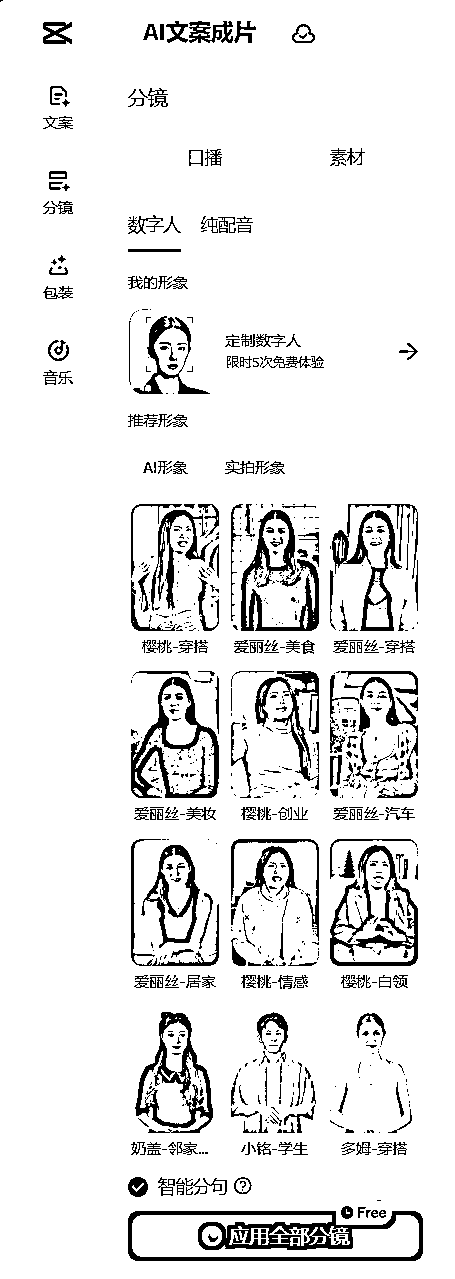 AI文案成片
文案
分镜
包装
音乐
分镜
口播 素材
数字人 纯配音
我的形象
定制数字人
限时5次免费体验
推荐形象
AI形象 实拍形象
樱桃-穿搭 爱丽丝-美食 爱丽丝-穿搭
爱丽丝-美妆 樱桃-创业 爱丽丝-汽车
爱丽丝-居家 樱桃-情感 樱桃-白领
奶盖-邻家... 小铭-学生 多姆-穿搭
智能分句
Free
应用全部分镜